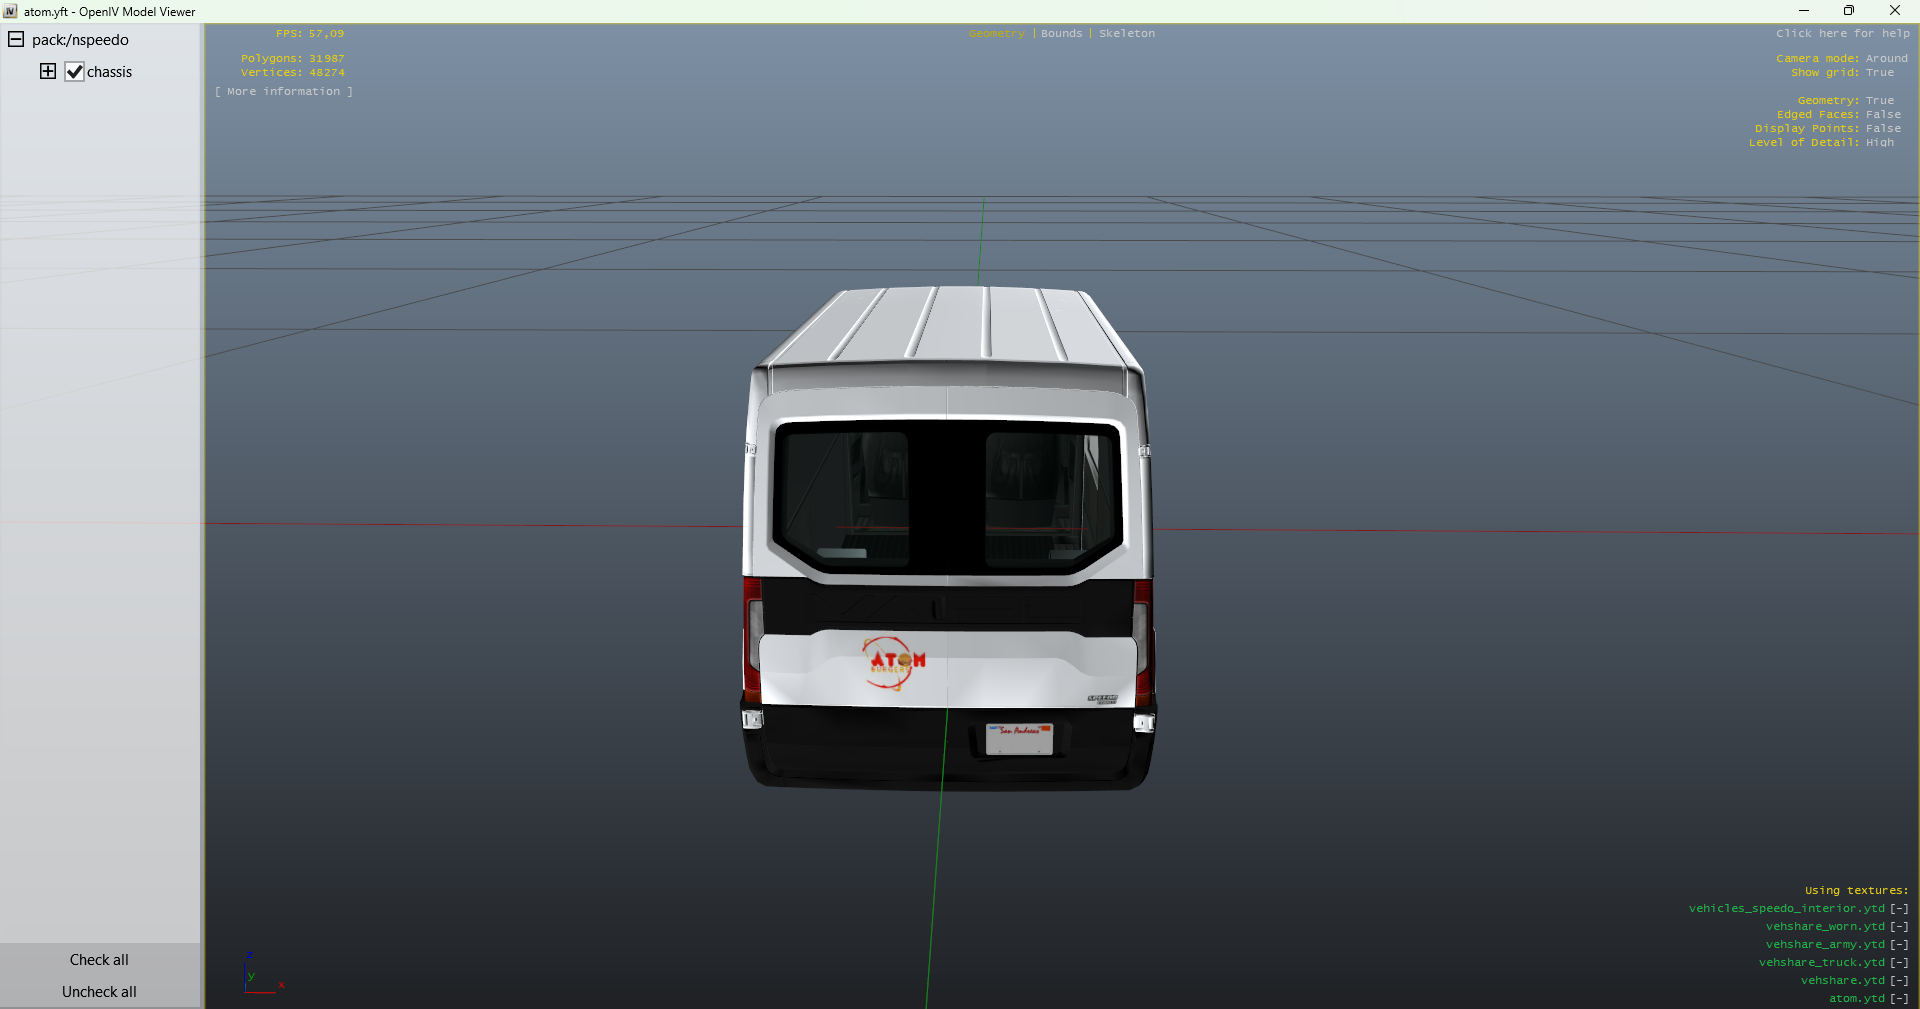 atom.yft - OpenIV Model Viewer
pack:/nspeedo
chassis
FPS: 57,09
Polygons: 31987
Vertices: 48274
[ More information ]
Geometry | Bounds | Skeleton
Click here for help
Camera mode: Around
Show grid: True
Geometry: True
Edged Faces: False
Display Points: False
Level of Detail: High
ATOM
BURGERS
SPEEDO
San Andreas
Using textures:
vehicles_speedo_interior.ytd [-]
vehshare_worn.ytd [-]
vehshare_army.ytd [-]
vehshare_truck.ytd [-]
vehshare.ytd [-]
atom.ytd [-]
z
y
x
Check all
Uncheck all